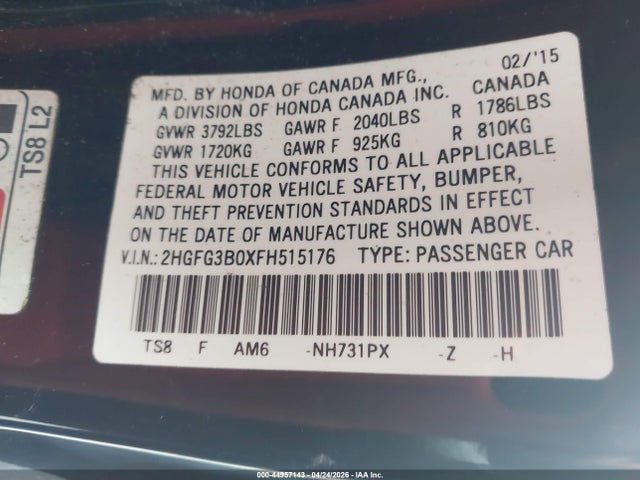 TS8 L2
02/'15
MFD. BY HONDA OF CANADA MFG., CANADA
A DIVISION OF HONDA CANADA INC.
GVWR 3792LBS GAWR F 2040LBS R 1786LBS
GVWR 1720KG GAWR F 925KG R 810KG
THIS VEHICLE CONFORMS TO ALL APPLICABLE
FEDERAL MOTOR VEHICLE SAFETY, BUMPER,
AND THEFT PREVENTION STANDARDS IN EFFECT
ON THE DATE OF MANUFACTURE SHOWN ABOVE.
V.I.N.: 2HGFG3B0XFH515176 TYPE: PASSENGER CAR
TS8 F AM6 -NH731PX -Z -H
000-44957143 - 04/24/2026 - IAA Inc.